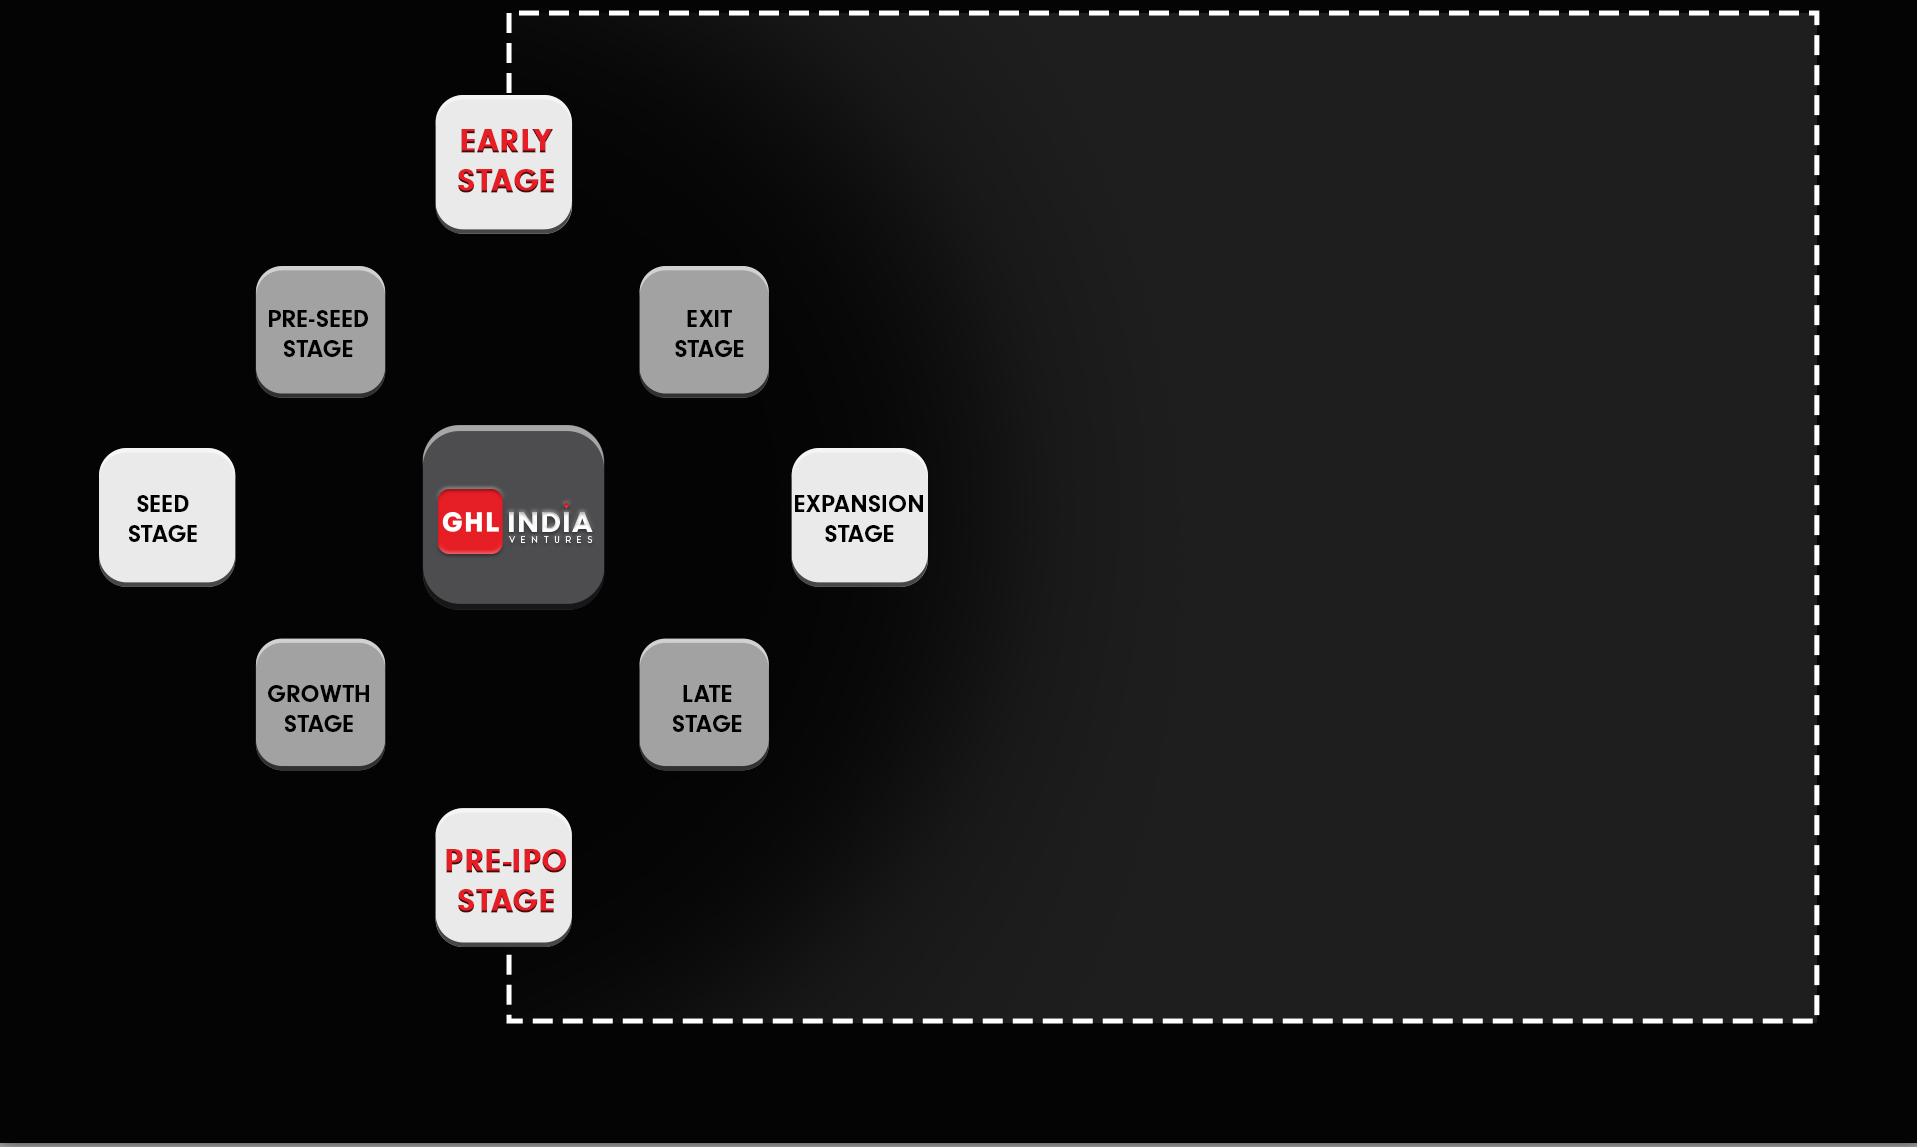 EARLY
STAGE
PRE-SEED
STAGE
EXIT
STAGE
SEED
STAGE
GHL INDIA
VENTURES
EXPANSION
STAGE
GROWTH
STAGE
LATE
STAGE
PRE-IPO
STAGE